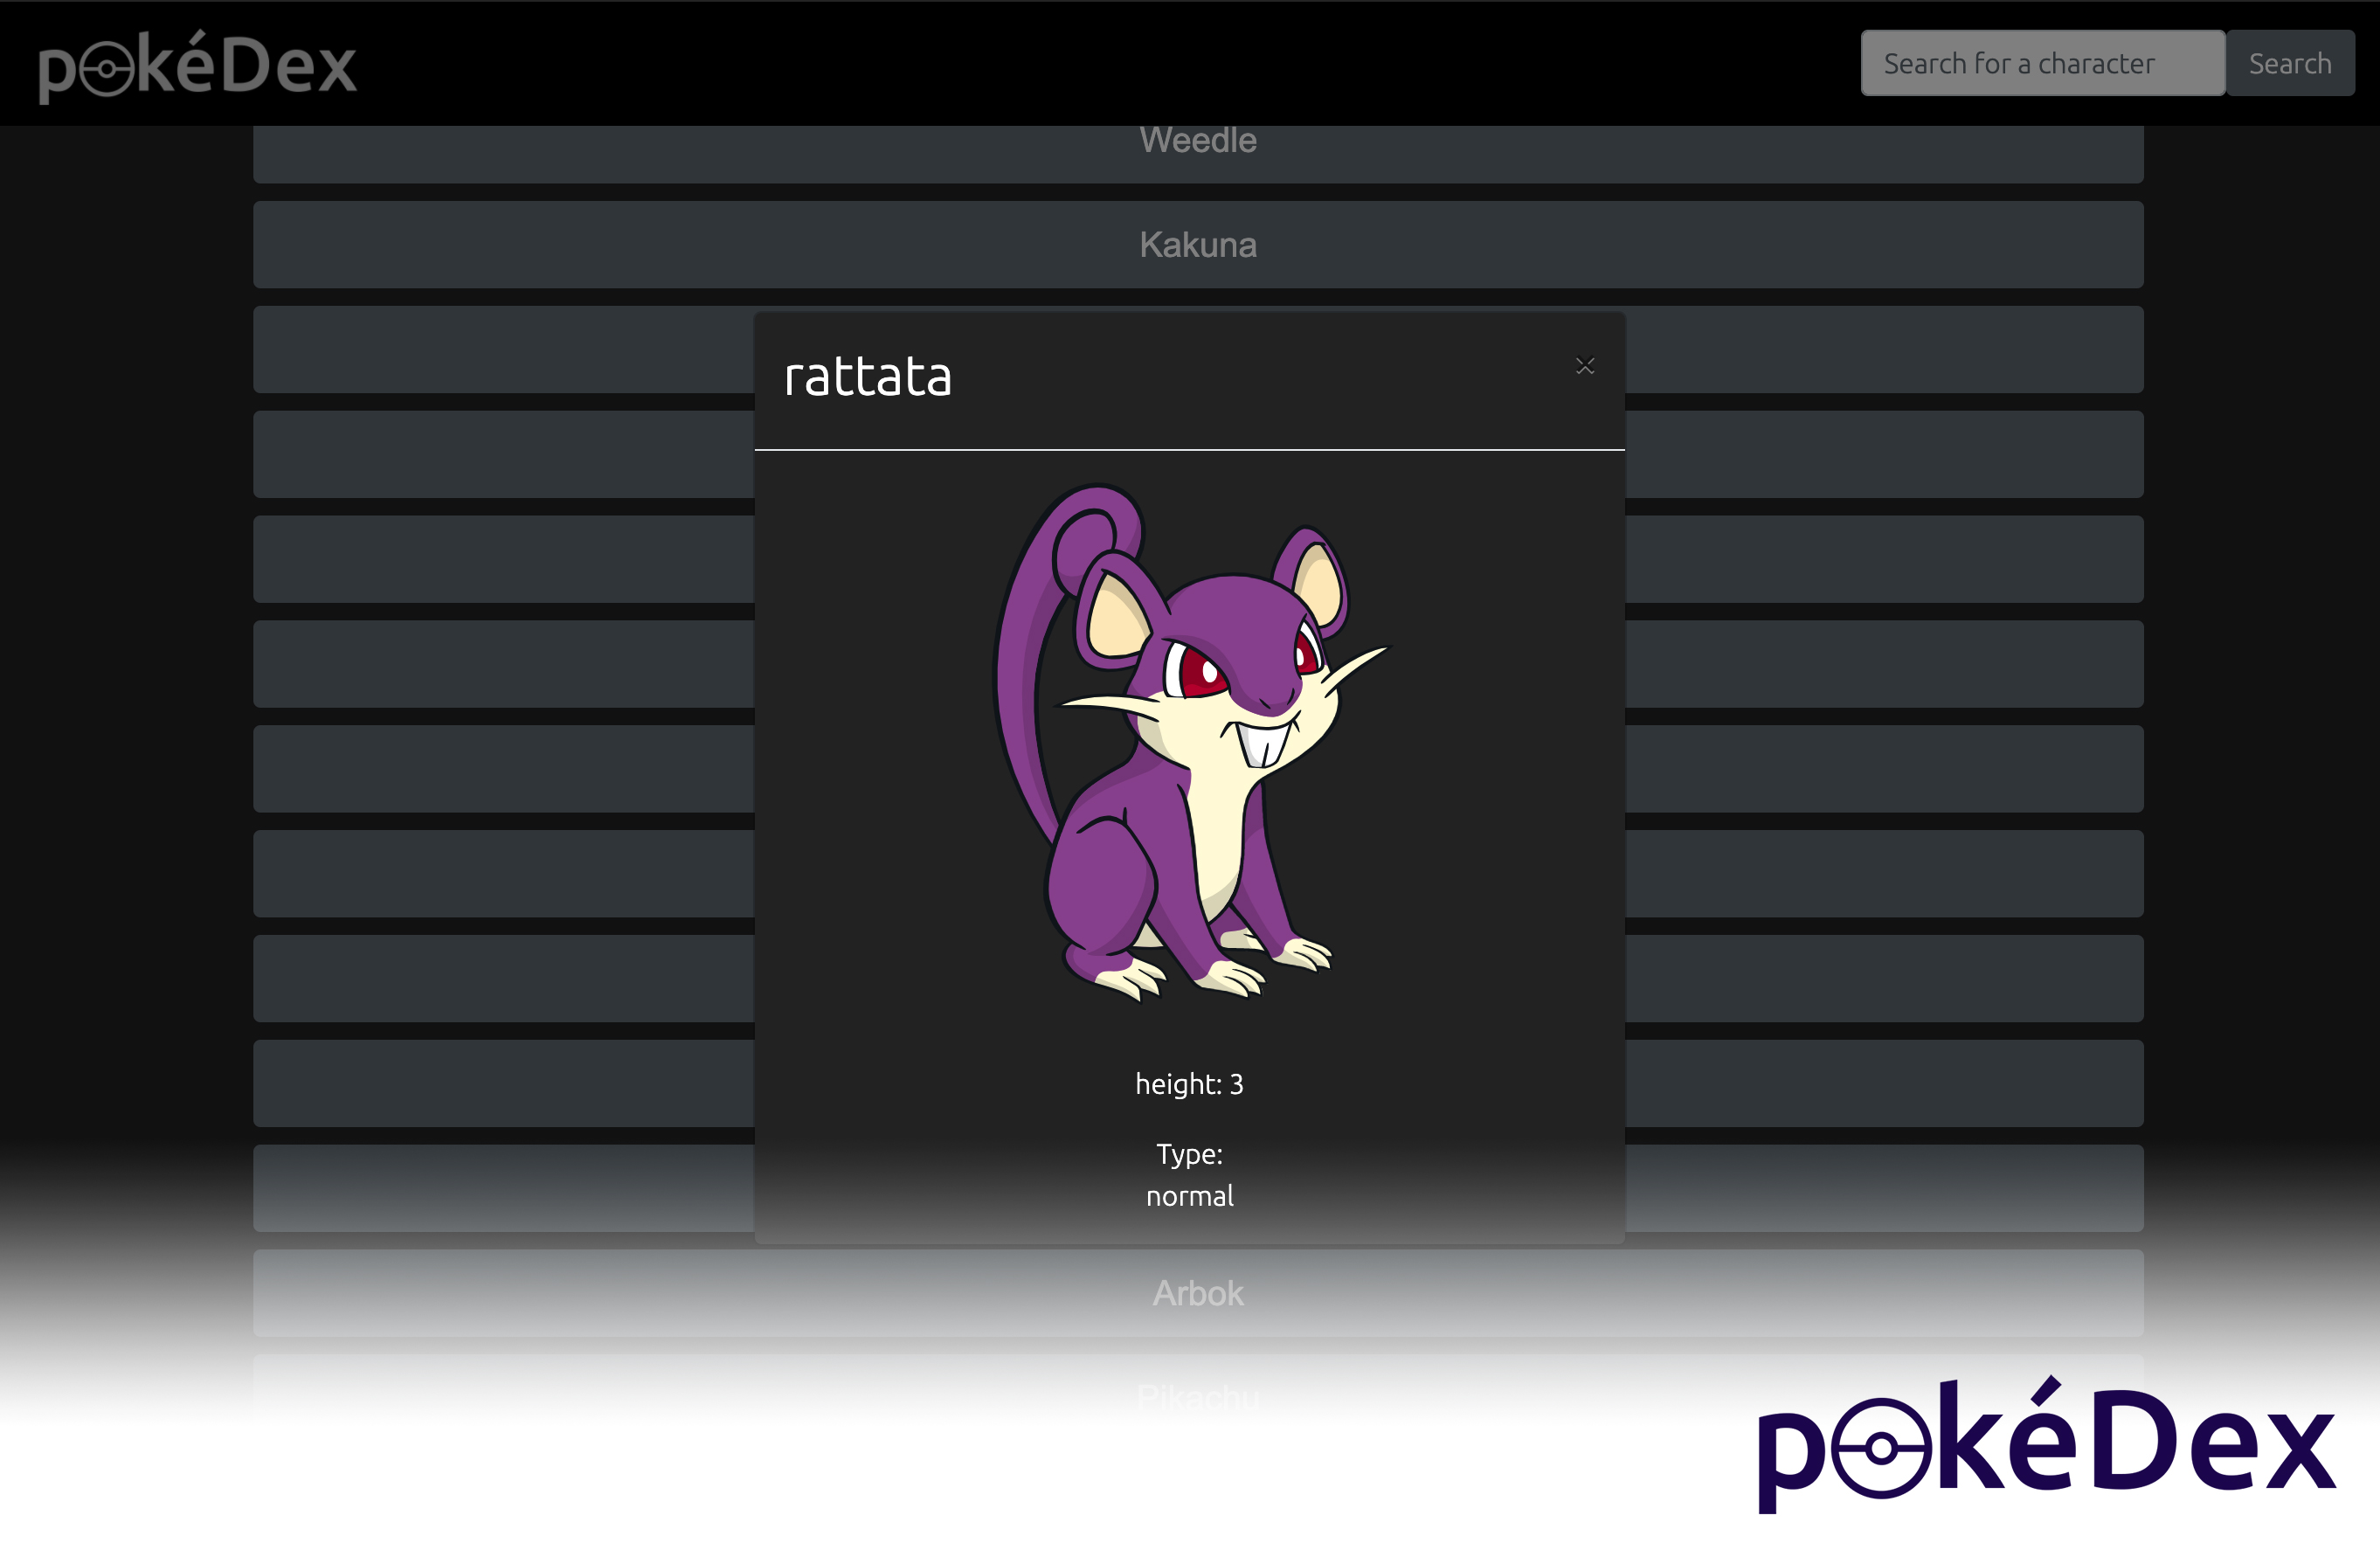 pokéDex
Search for a character
Search
Weedle
Kakuna
rattata
×
height: 3
Type:
normal
Arbok
Pikachu
pokéDex